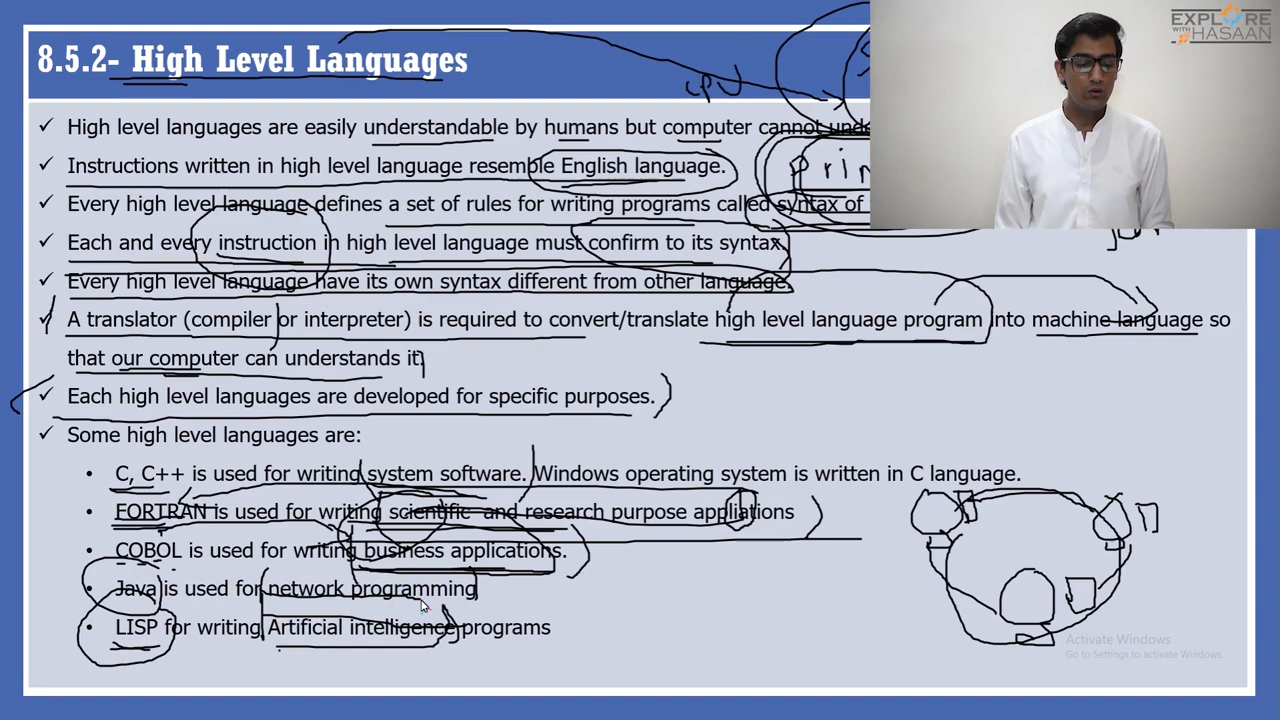 8.5.2- High Level Languages
EXPLORE
WITH HASAAN
CPU
✓ High level languages are easily understandable by humans but computer cannot
✓ Instructions written in high level language resemble English language.
Prin
✓ Every high level language defines a set of rules for writing programs called syntax of
✓ Each and every instruction in high level language must confirm to its syntax.
✓ Every high level language have its own syntax different from other language.
✓ A translator (compiler or interpreter) is required to convert/translate high level language program into machine language so
that our computer can understands it.
✓ Each high level languages are developed for specific purposes.
✓ Some high level languages are:
• C, C++ is used for writing system software. Windows operating system is written in C language.
• FORTRAN is used for writing scientific and research purpose appliations
• COBOL is used for writing business applications.
• Java is used for network programming
• LISP for writing Artificial intelligence programs
Activate Windows
Go to Settings to activate Windows.